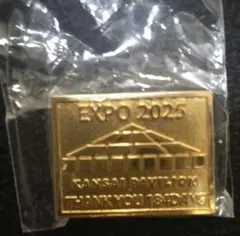 EXPO 2025
KANSAI PAVILION
THANK YOU 184DAYS